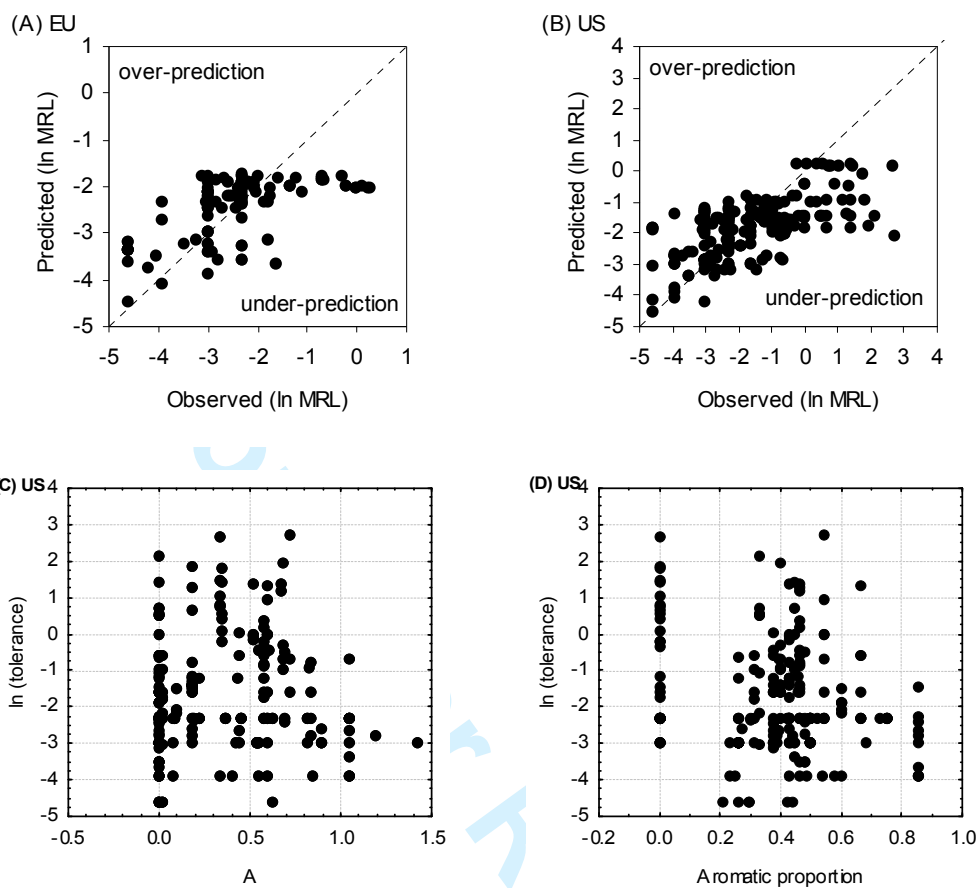 (A) EU
(B) US
over-prediction
under-prediction
1
0
-1
-2
-3
-4
-5
Predicted (ln MRL)
-5 -4 -3 -2 -1 0 1
Observed (ln MRL)
over-prediction
under-prediction
4
3
2
1
0
-1
-2
-3
-4
-5
Predicted (ln MRL)
-5 -4 -3 -2 -1 0 1 2 3 4
Observed (ln MRL)
(C) US
4
3
2
1
0
-1
-2
-3
-4
-5
ln (tolerance)
-0.5 0.0 0.5 1.0 1.5
A
(D) US
4
3
2
1
0
-1
-2
-3
-4
-5
ln (tolerance)
-0.2 0.0 0.2 0.4 0.6 0.8 1.0
Aromatic proportion